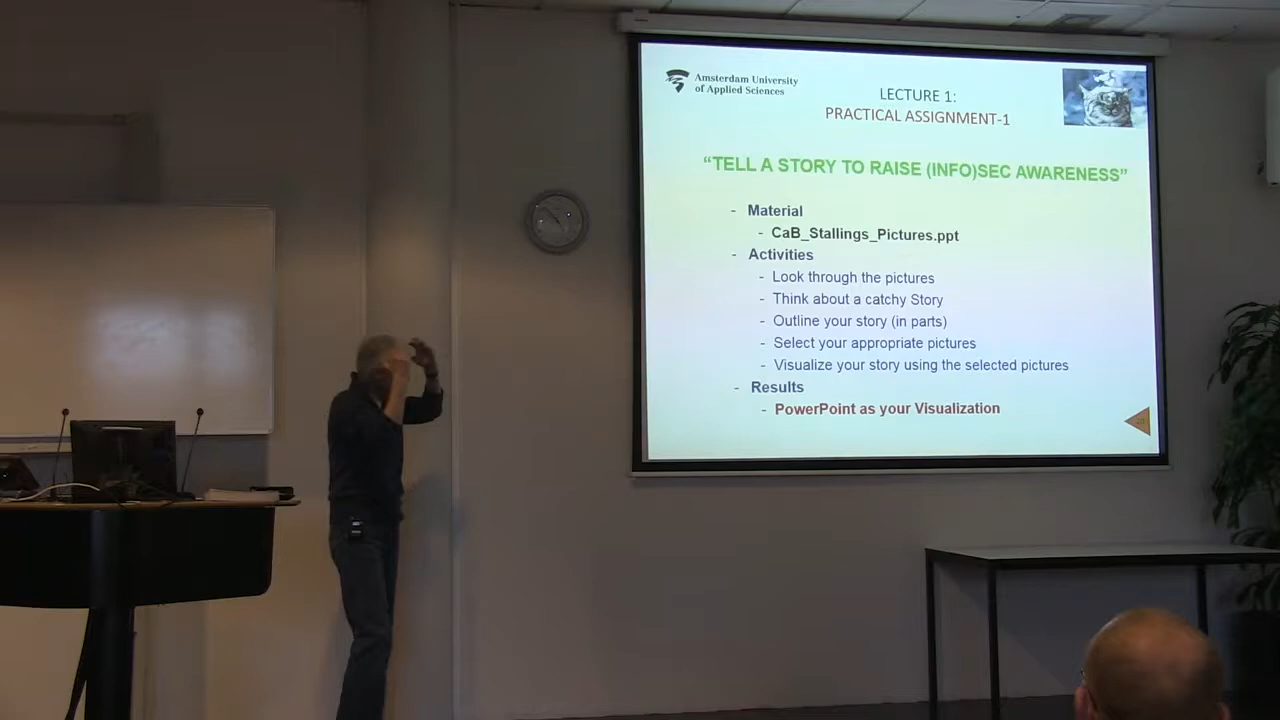 Amsterdam University
of Applied Sciences
LECTURE 1:
PRACTICAL ASSIGNMENT-1
“TELL A STORY TO RAISE (INFO)SEC AWARENESS”
- Material
- CaB_Stallings_Pictures.ppt
- Activities
- Look through the pictures
- Think about a catchy Story
- Outline your story (in parts)
- Select your appropriate pictures
- Visualize your story using the selected pictures
- Results
- PowerPoint as your Visualization